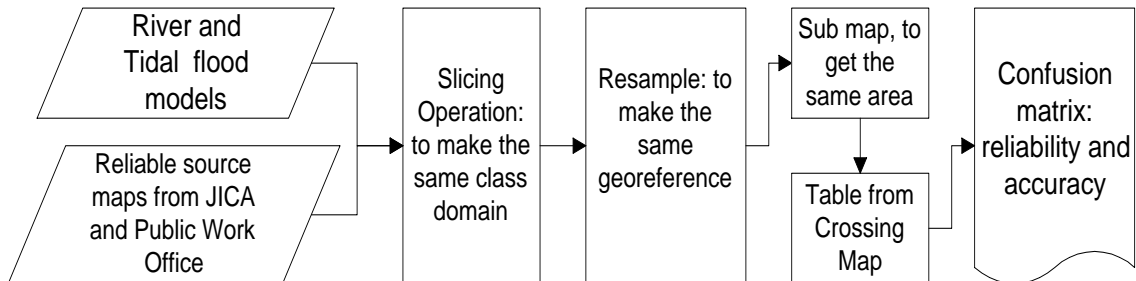 River and
Tidal flood
models
Reliable source
maps from JICA
and Public Work
Office
Slicing
Operation:
to make the
same class
domain
Resample: to
make the
same
georeference
Sub map, to
get the
same area
Table from
Crossing
Map
Confusion
matrix:
reliability and
accuracy